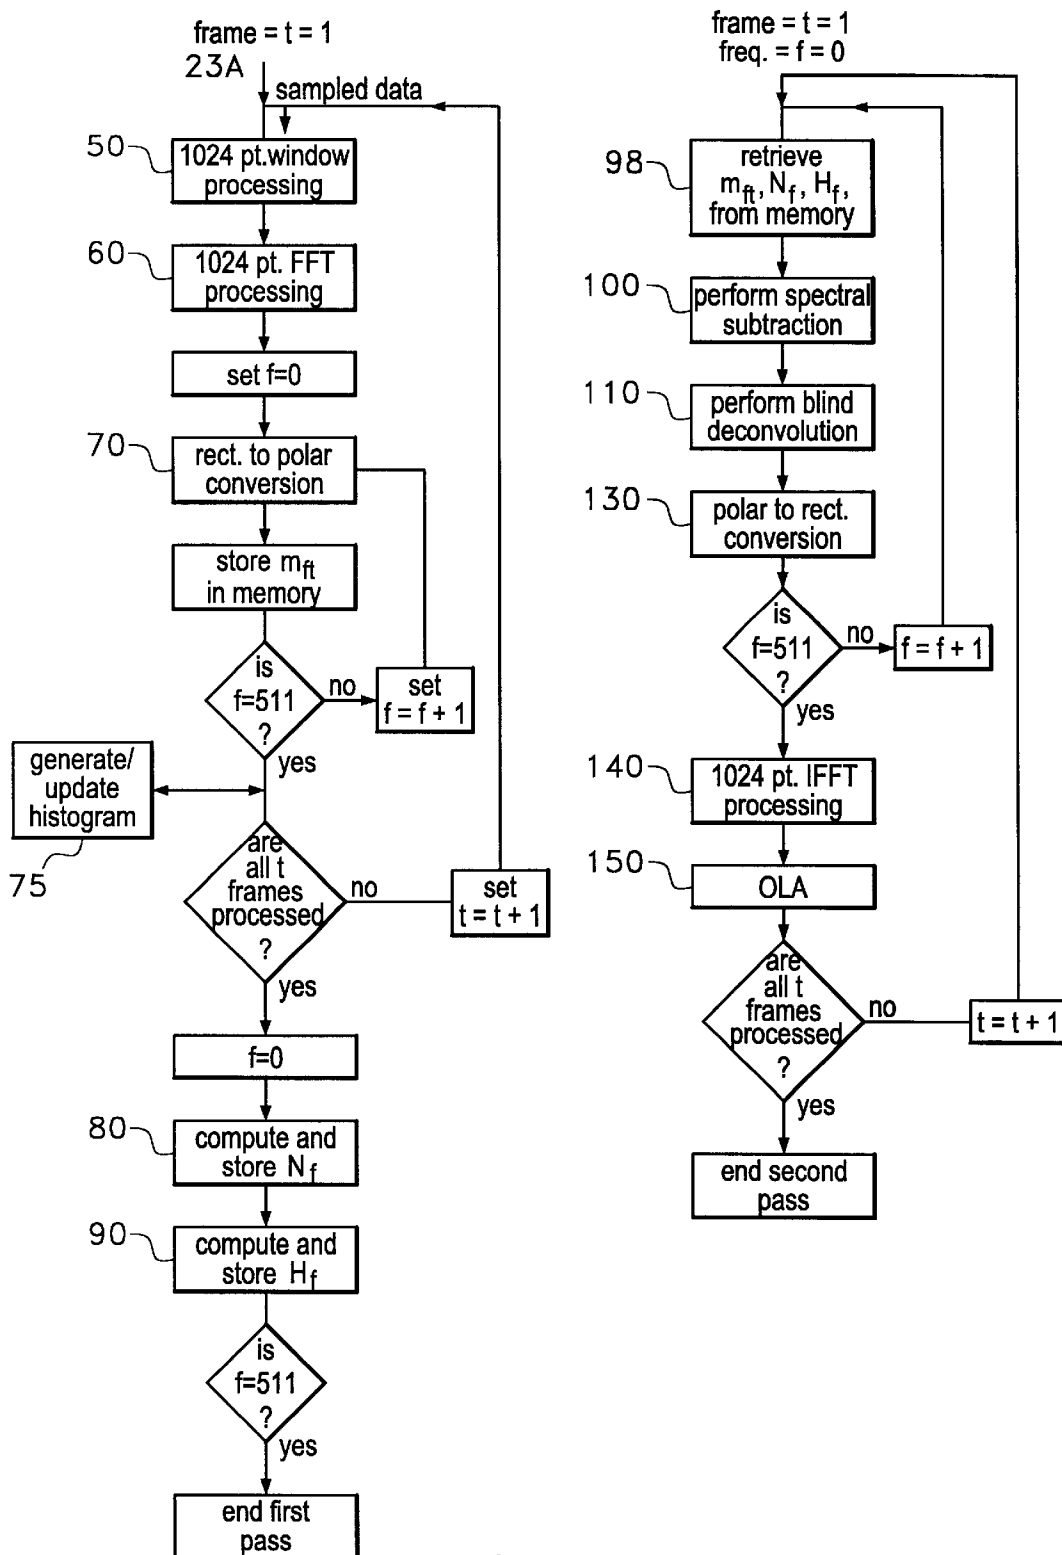 frame = t = 1
23A
sampled data
50
1024 pt.window
processing
60
1024 pt. FFT
processing
set f=0
70
rect. to polar
conversion
store mft
in memory
is
f=511
?
no
set
f = f + 1
yes
generate/
update
histogram
75
are
all t
frames
processed
?
no
set
t = t + 1
yes
f=0
80
compute and
store Nf
90
compute and
store Hf
is
f=511
?
yes
end first
pass
frame = t = 1
freq. = f = 0
98
retrieve
mft, Nf, Hf,
from memory
100
perform spectral
subtraction
110
perform blind
deconvolution
130
polar to rect.
conversion
is
f=511
?
no
f = f + 1
yes
140
1024 pt. IFFT
processing
150
OLA
are
all t
frames
processed
?
no
t = t + 1
yes
end second
pass